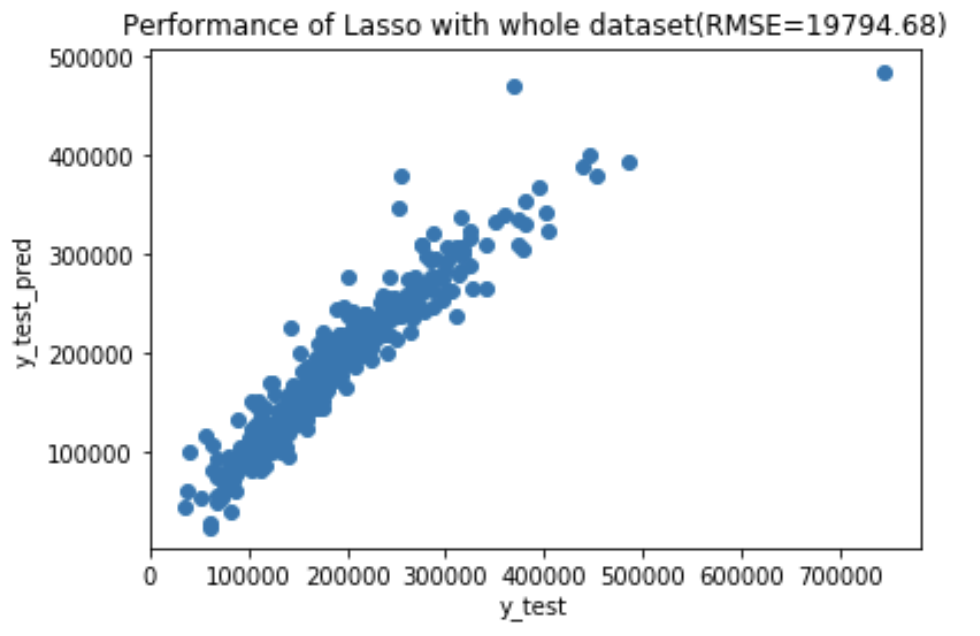 Performance of Lasso with whole dataset(RMSE=19794.68)
500000
400000
300000
200000
100000
y_test_pred
0 100000 200000 300000 400000 500000 600000 700000
y_test